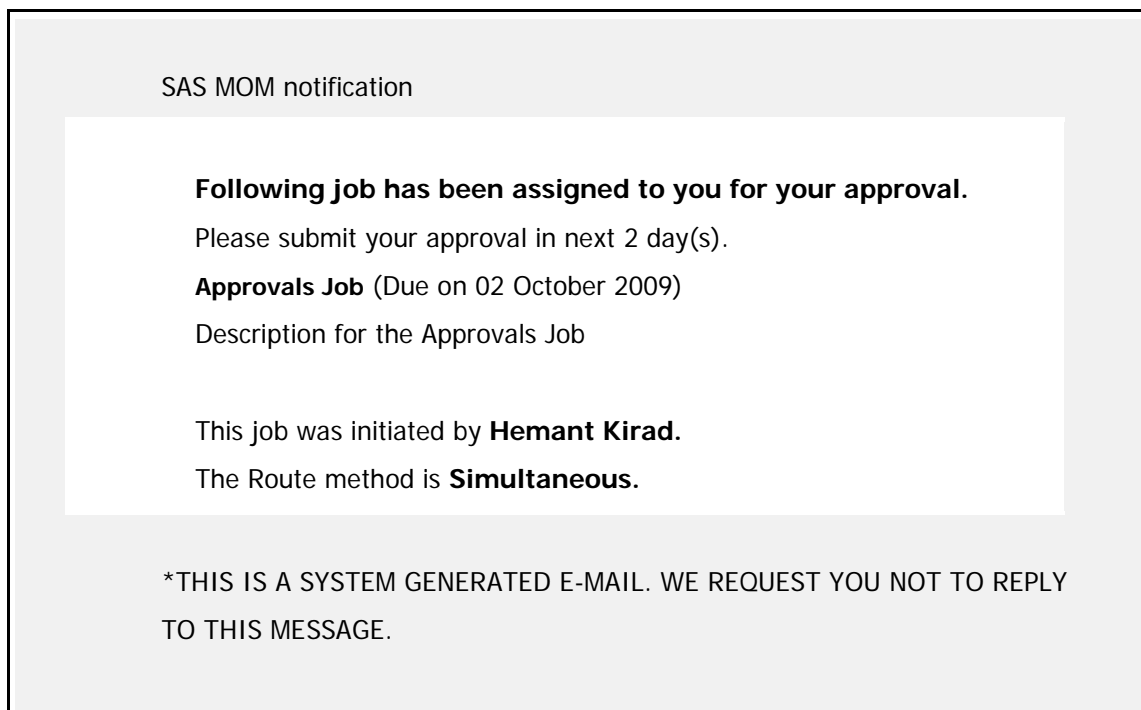 SAS MOM notification
Following job has been assigned to you for your approval.
Please submit your approval in next 2 day(s).
Approvals Job (Due on 02 October 2009)
Description for the Approvals Job
This job was initiated by Hemant Kirad.
The Route method is Simultaneous.
*THIS IS A SYSTEM GENERATED E-MAIL. WE REQUEST YOU NOT TO REPLY
TO THIS MESSAGE.